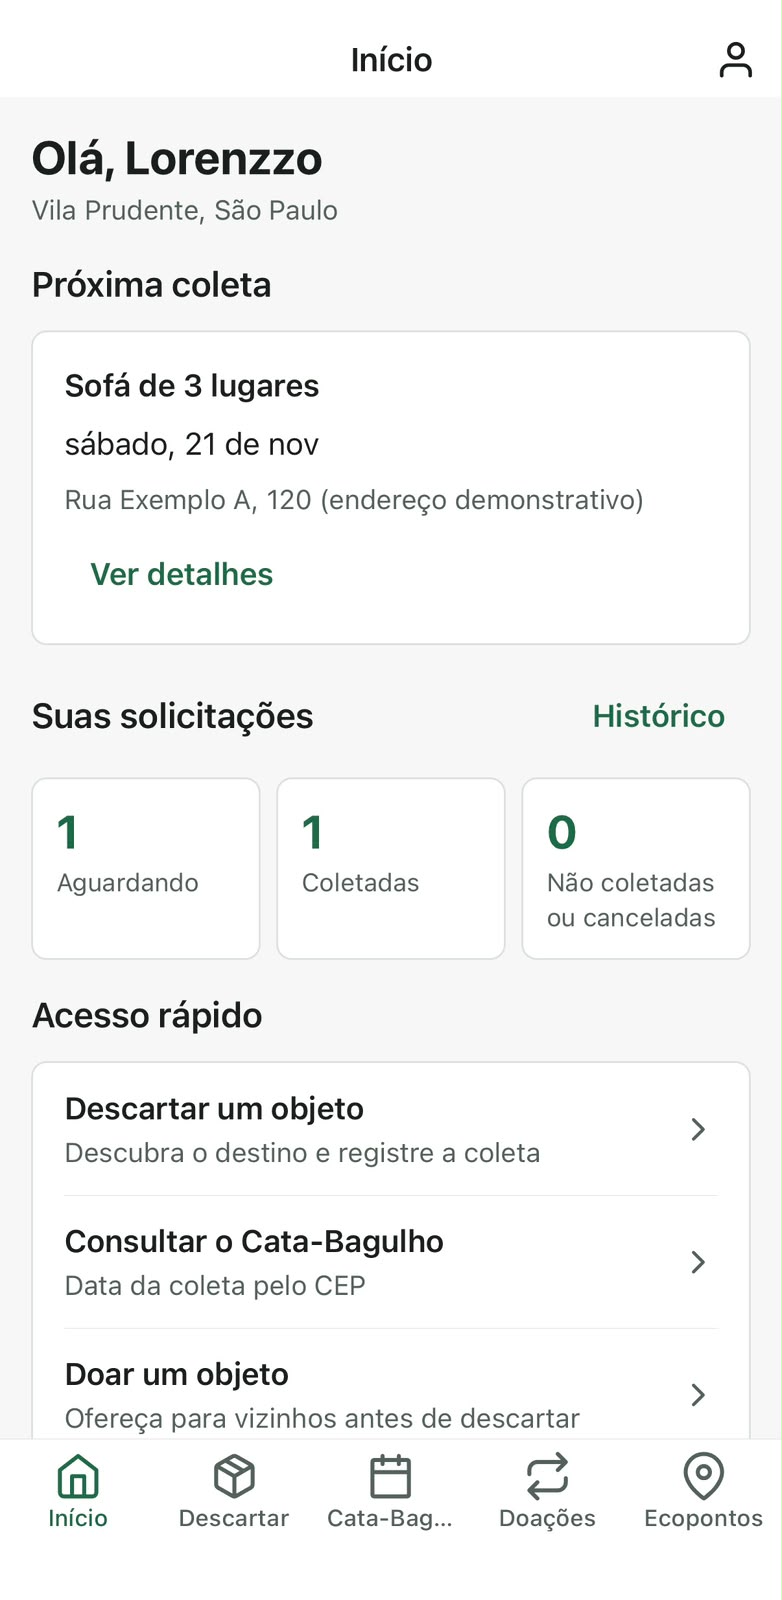 Início
Olá, Lorenzzo
Vila Prudente, São Paulo
Próxima coleta
Sofá de 3 lugares
sábado, 21 de nov
Rua Exemplo A, 120 (endereço demonstrativo)
Ver detalhes
Suas solicitações
Histórico
1
Aguardando
1
Coletadas
0
Não coletadas
ou canceladas
Acesso rápido
Descartar um objeto
Descubra o destino e registre a coleta
Consultar o Cata-Bagulho
Data da coleta pelo CEP
Doar um objeto
Ofereça para vizinhos antes de descartar
Início
Descartar
Cata-Bag...
Doações
Ecopontos